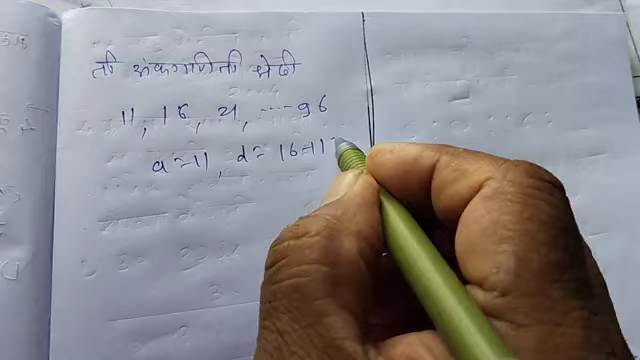 ती अंकगणिती श्रेढी
11, 16, 21, ---- 96
a = 11, d = 16-11